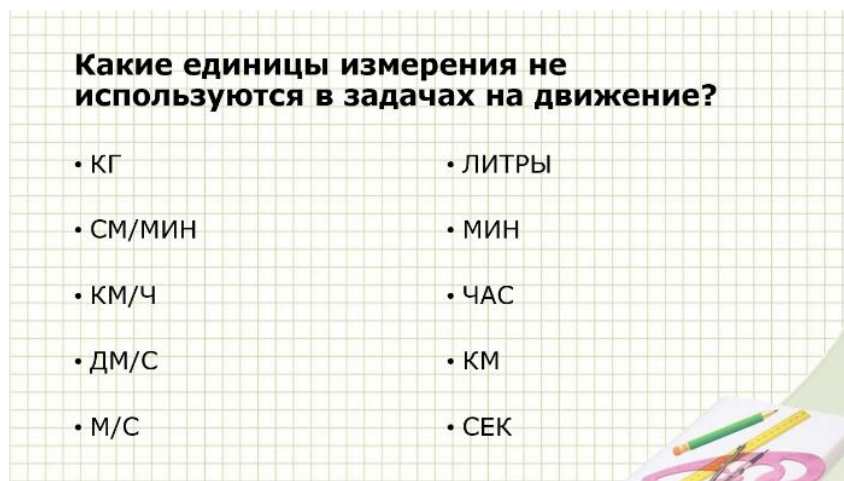 Какие единицы измерения не
используются в задачах на движение?
• КГ
• СМ/МИН
• КМ/Ч
• ДМ/С
• М/С
• ЛИТРЫ
• МИН
• ЧАС
• КМ
• СЕК